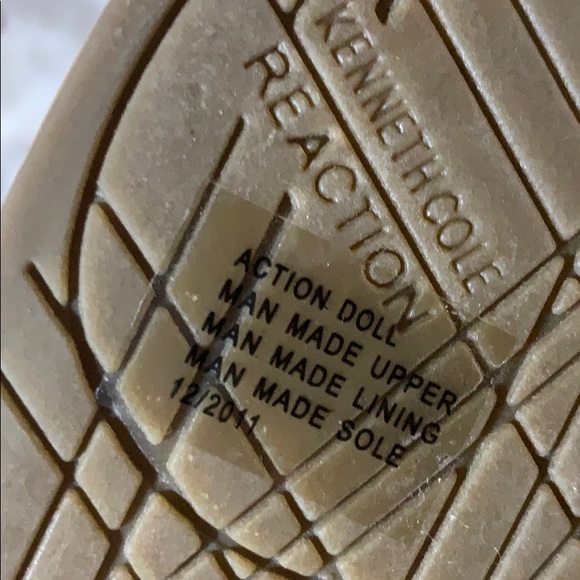 KENNETH COLE
REACTION
ACTION DOLL
MAN MADE UPPER
MAN MADE LINING
MAN MADE SOLE
12/2011